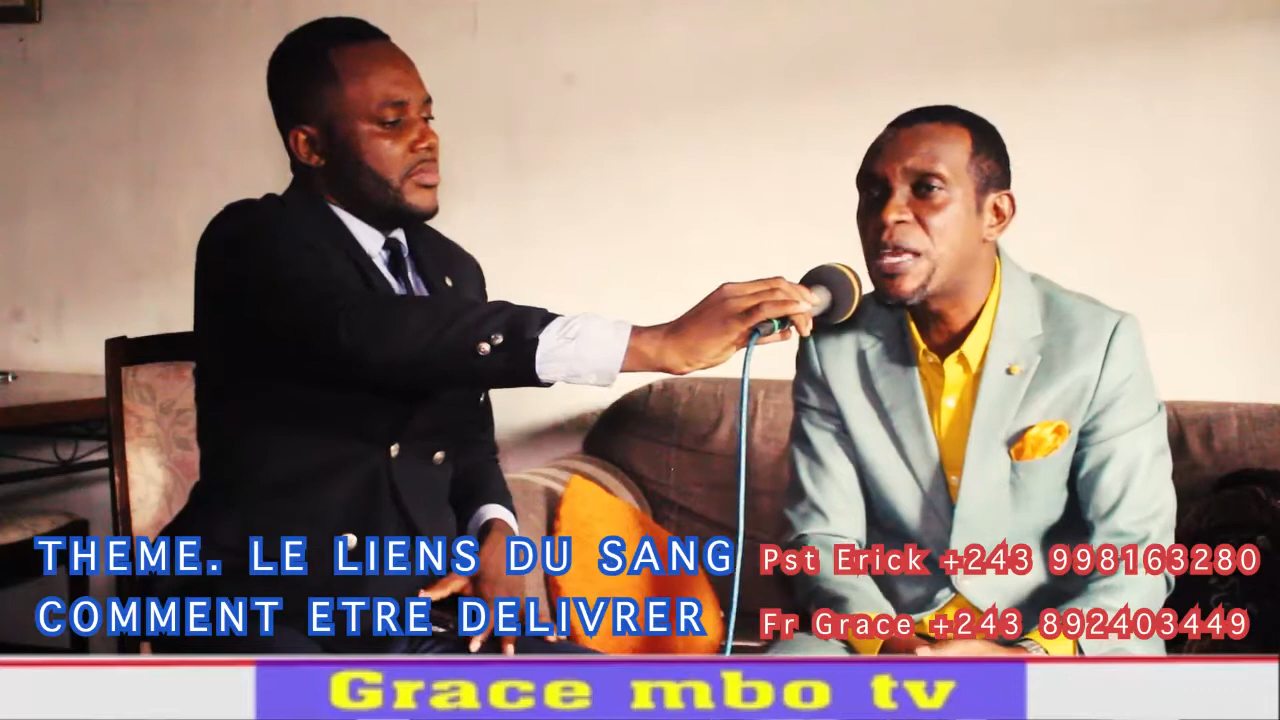 THEME. LE LIENS DU SANG
COMMENT ETRE DELIVRER
Pst Erick +243 998163280
Fr Grace +243 892403449
Grace mbo tv